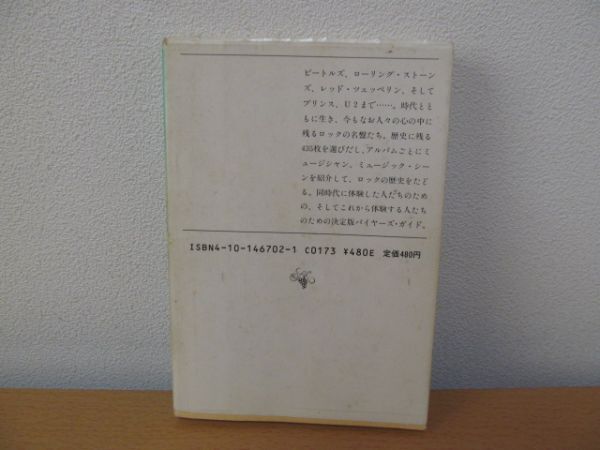 ビートルズ、ローリング・ストーン
ズ、レッド・ツェッペリン、そして
プリンス、U2まで……。時代とと
もに生き、今もなお人々の心の中に
残るロックの名盤たち。歴史に残る
435枚を選びだし、アルバムごとにミ
ュージシャン、ミュージック・シー
ンを紹介して、ロックの歴史をたど
る。同時代に体験した人たちのため
の、そしてこれから体験する人たち
のための決定版バイヤーズ・ガイド。
ISBN4-10-146702-1 C0173 ¥480E 定価480円